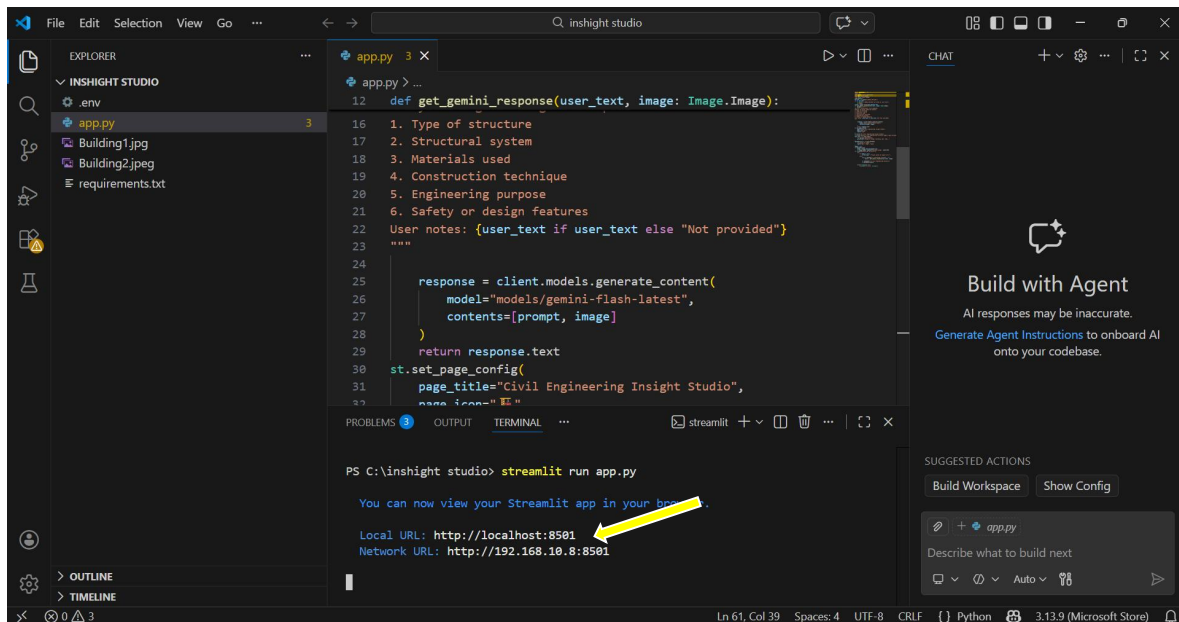 File Edit Selection View Go ···
inshight studio
EXPLORER ···
INSHIGHT STUDIO
.env
app.py 3
Building1.jpg
Building2.jpeg
requirements.txt
OUTLINE
TIMELINE
app.py 3
app.py > ...
12 def get_gemini_response(user_text, image: Image.Image):
16 1. Type of structure
17 2. Structural system
18 3. Materials used
19 4. Construction technique
20 5. Engineering purpose
21 6. Safety or design features
22 User notes: {user_text if user_text else "Not provided"}
23 """
24
25 response = client.models.generate_content(
26 model="models/gemini-flash-latest",
27 contents=[prompt, image]
28 )
29 return response.text
30 st.set_page_config(
31 page_title="Civil Engineering Insight Studio",
32 page_icon="🏗"
PROBLEMS 3 OUTPUT TERMINAL ··· streamlit
PS C:\inshight studio> streamlit run app.py
You can now view your Streamlit app in your browser.
Local URL: http://localhost:8501
Network URL: http://192.168.10.8:8501
CHAT
Build with Agent
AI responses may be inaccurate.
Generate Agent Instructions to onboard AI
onto your codebase.
SUGGESTED ACTIONS
Build Workspace Show Config
app.py
Describe what to build next
Auto
0 3 Ln 61, Col 39 Spaces: 4 UTF-8 CRLF {} Python 3.13.9 (Microsoft Store)